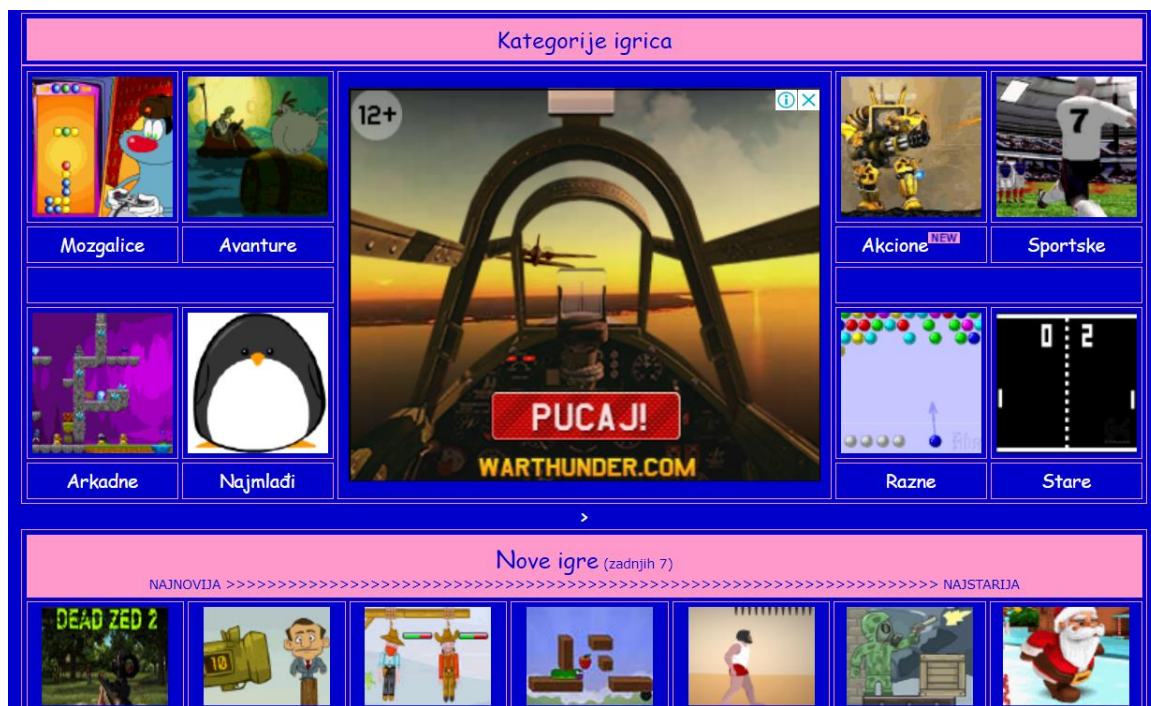 Kategorije igrica
12+
7
Mozgalice
Avanture
PUCAJ!
WARTHUNDER.COM
Akcione NEW
Sportske
0 2
Arkadne
Najmlađi
Razne
Stare
>
Nove igre (zadnjih 7)
NAJNOVIJA >>>>>>>>>>>>>>>>>>>>>>>>>>>>>>>>>>>>>>>>>>>>>>>>>>>>>>>>>>>>>>>>> NAJSTARIJA
DEAD ZED 2
10